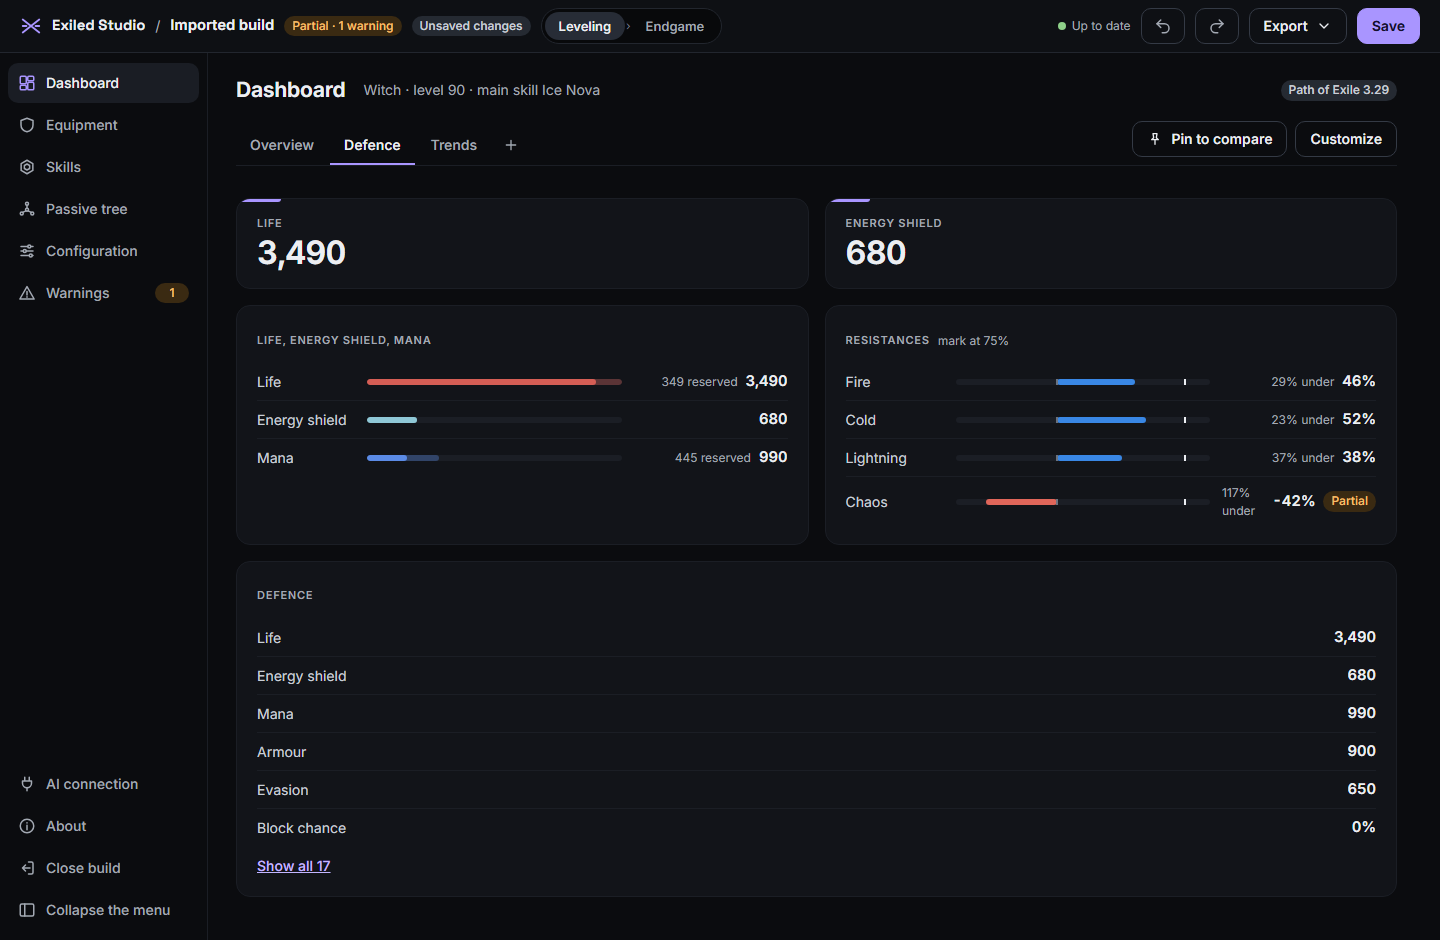 Exiled Studio / Imported build Partial · 1 warning Unsaved changes Leveling › Endgame Up to date Export Save
Dashboard
Equipment
Skills
Passive tree
Configuration
Warnings 1
AI connection
About
Close build
Collapse the menu
Dashboard Witch · level 90 · main skill Ice Nova Path of Exile 3.29
Overview Defence Trends + Pin to compare Customize
LIFE
3,490
ENERGY SHIELD
680
LIFE, ENERGY SHIELD, MANA
Life 349 reserved 3,490
Energy shield 680
Mana 445 reserved 990
RESISTANCES mark at 75%
Fire 29% under 46%
Cold 23% under 52%
Lightning 37% under 38%
Chaos 117% under -42% Partial
DEFENCE
Life 3,490
Energy shield 680
Mana 990
Armour 900
Evasion 650
Block chance 0%
Show all 17